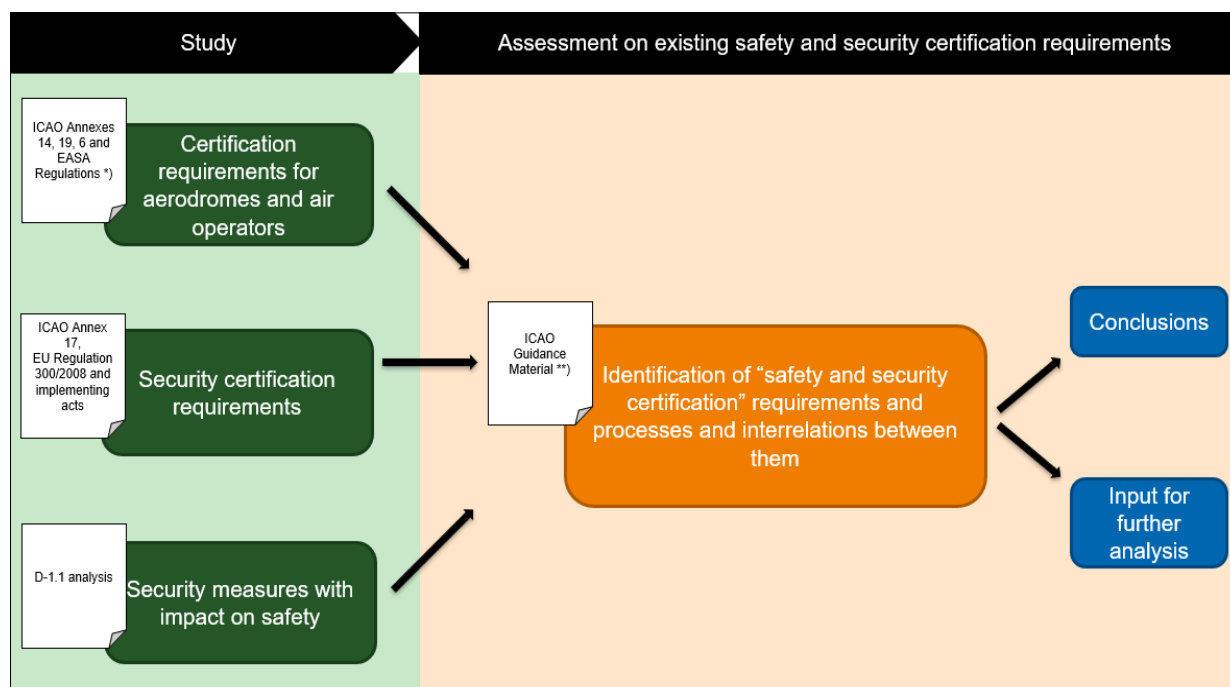 Study
Assessment on existing safety and security certification requirements
ICAO Annexes
14, 19, 6 and
EASA
Regulations *)
Certification
requirements for
aerodromes and air
operators
ICAO Annex
17,
EU Regulation
300/2008 and
implementing
acts
Security certification
requirements
D-1.1 analysis
Security measures with
impact on safety
ICAO
Guidance
Material **)
Identification of “safety and security
certification” requirements and
processes and interrelations between
them
Conclusions
Input for
further
analysis